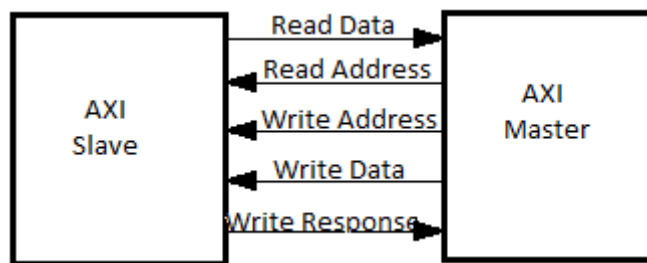 AXI
Slave
Read Data
Read Address
Write Address
Write Data
Write Response
AXI
Master